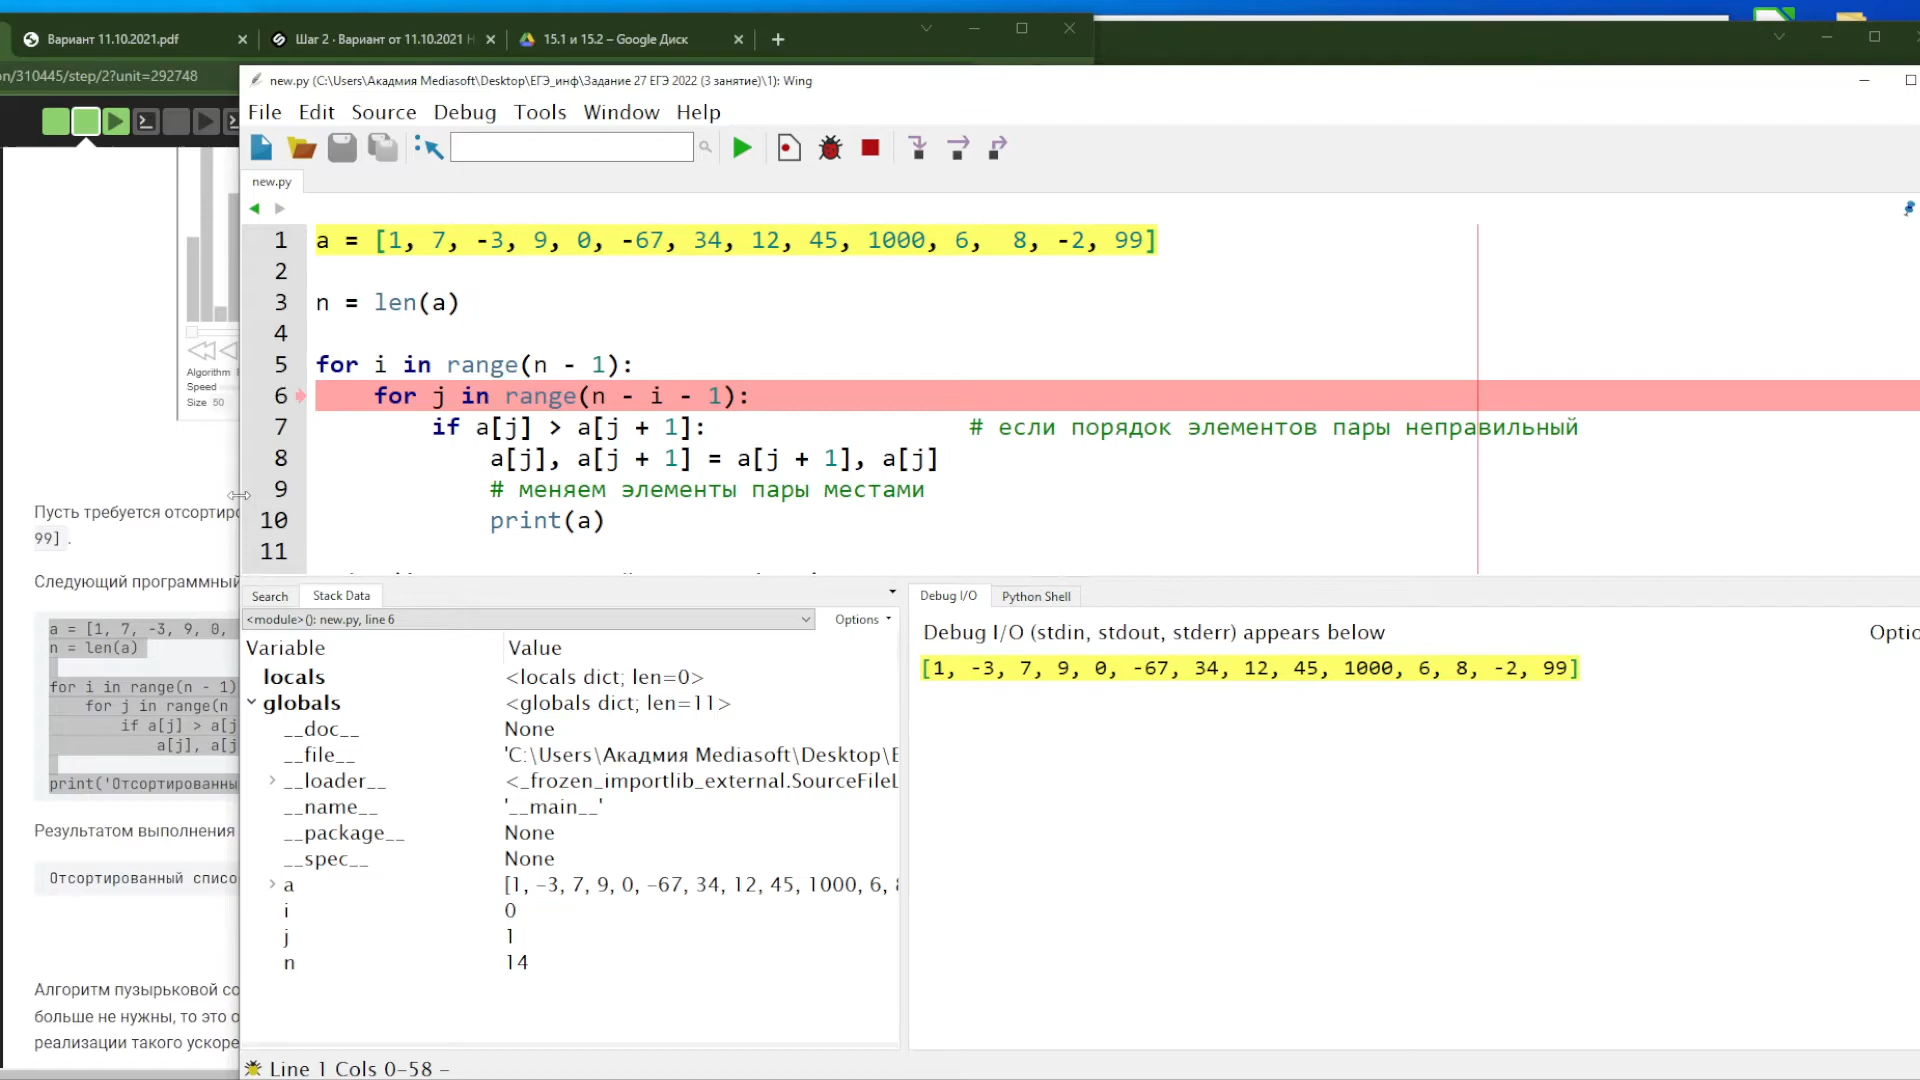 Вариант 11.10.2021.pdf
Шаг 2 · Вариант от 11.10.2021
15.1 и 15.2 – Google Диск
n/310445/step/2?unit=292748
new.py (C:\Users\Акадмия Mediasoft\Desktop\ЕГЭ_инф\Задание 27 ЕГЭ 2022 (3 занятие)\1): Wing
File Edit Source Debug Tools Window Help
new.py
1 a = [1, 7, -3, 9, 0, -67, 34, 12, 45, 1000, 6,  8, -2, 99]
2
3 n = len(a)
4
5 for i in range(n - 1):
6     for j in range(n - i - 1):
7         if a[j] > a[j + 1]:                  # если порядок элементов пары неправильный
8             a[j], a[j + 1] = a[j + 1], a[j]
9             # меняем элементы пары местами
10             print(a)
11
Algorithm
Speed
Size 50
Пусть требуется отсортиро
99] .
Следующий программный
a = [1, 7, -3, 9, 0,
n = len(a)
for i in range(n - 1)
for j in range(n
if a[j] > a[j
a[j], a[j
print('Отсортированны
Результатом выполнения
Отсортированный списо
Алгоритм пузырьковой со
больше не нужны, то это о
реализации такого ускоре
Search Stack Data
<module>(): new.py, line 6 Options
Variable Value
locals <locals dict; len=0>
globals <globals dict; len=11>
__doc__ None
__file__ 'C:\Users\Акадмия Mediasoft\Desktop\Е
__loader__ <_frozen_importlib_external.SourceFileL
__name__ '__main__'
__package__ None
__spec__ None
a [1, -3, 7, 9, 0, -67, 34, 12, 45, 1000, 6, 8
i 0
j 1
n 14
Debug I/O Python Shell
Debug I/O (stdin, stdout, stderr) appears below Optio
[1, -3, 7, 9, 0, -67, 34, 12, 45, 1000, 6, 8, -2, 99]
Line 1 Cols 0-58 –